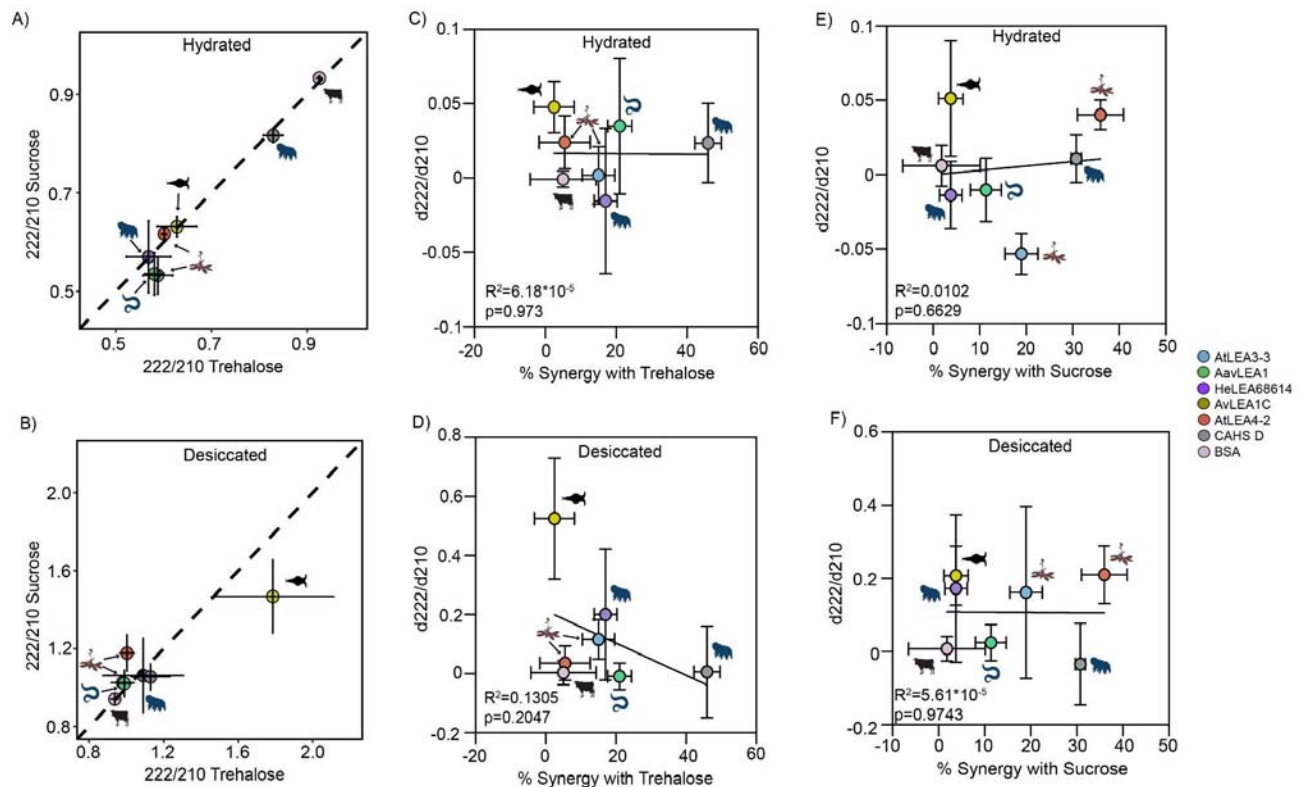 A)
Hydrated
222/210 Sucrose
0.9
0.7
0.5
0.5 0.7 0.9
222/210 Trehalose
B)
Desiccated
222/210 Sucrose
2.0
1.6
1.2
0.8
0.8 1.2 1.6 2.0
222/210 Trehalose
C)
Hydrated
d222/d210
0.1
0.05
0
-0.05
-0.1
R²=6.18*10⁻⁵
p=0.973
-20 0 20 40 60
% Synergy with Trehalose
D)
Desiccated
d222/d210
0.8
0.6
0.4
0.2
0
-0.2
R²=0.1305
p=0.2047
-20 0 20 40 60
% Synergy with Trehalose
E)
Hydrated
d222/d210
0.1
0.05
0
-0.05
-0.1
R²=0.0102
p=0.6629
-10 0 10 20 30 40 50
% Synergy with Sucrose
F)
Desiccated
d222/d210
0.6
0.4
0.2
0
-0.2
R²=5.61*10⁻⁵
p=0.9743
-10 0 10 20 30 40 50
% Synergy with Sucrose
AtLEA3-3
AavLEA1
HeLEA68614
AvLEA1C
AtLEA4-2
CAHS D
BSA